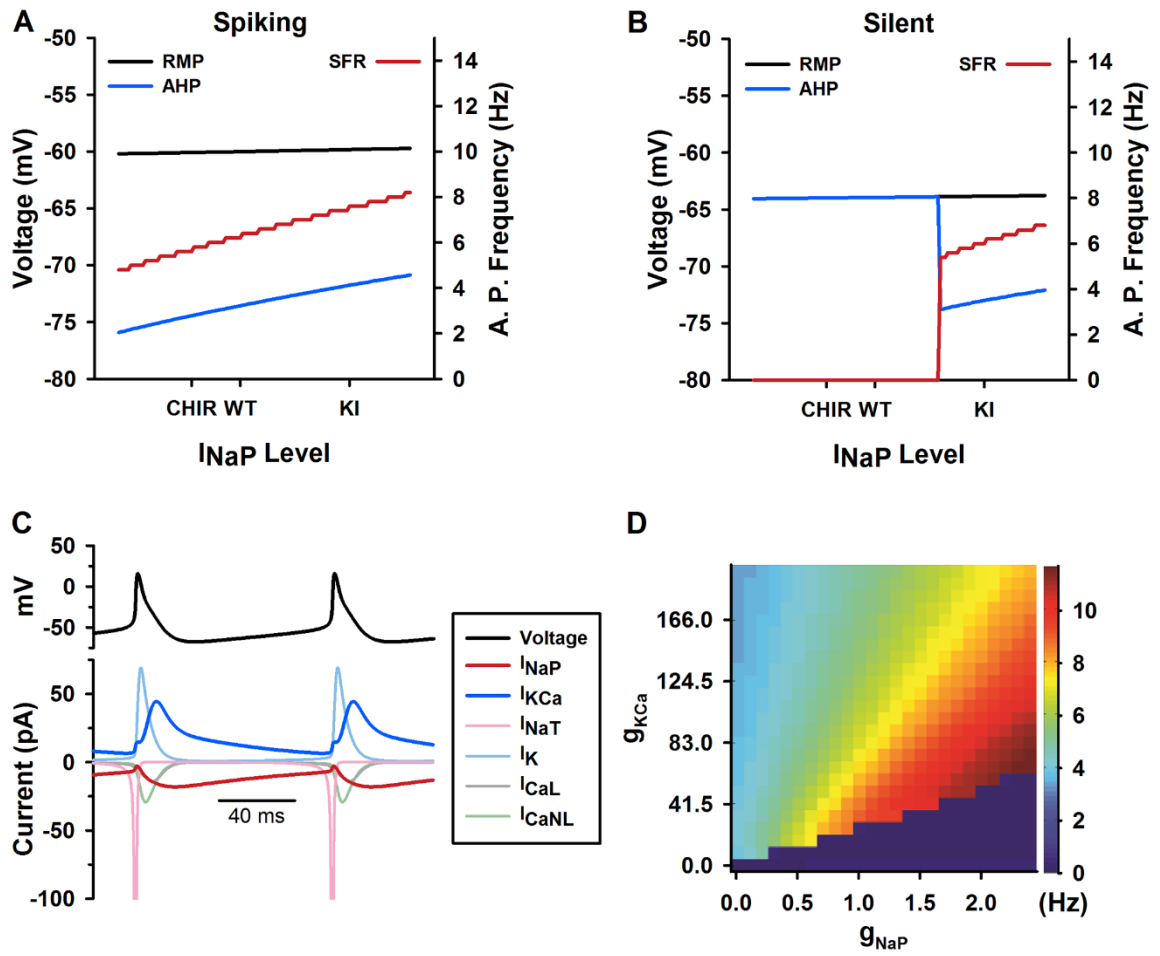 A
Spiking
-50
-55
-60
-65
-70
-75
-80
Voltage (mV)
RMP
AHP
SFR
14
12
10
8
6
4
2
0
A. P. Frequency (Hz)
CHIR WT KI
INaP Level
B
Silent
-50
-55
-60
-65
-70
-75
-80
Voltage (mV)
RMP
AHP
SFR
14
12
10
8
6
4
2
0
A. P. Frequency (Hz)
CHIR WT KI
INaP Level
C
50
0
-50
mV
50
0
-50
-100
Current (pA)
40 ms
Voltage
INaP
IKCa
INaT
IK
ICaL
ICaNL
D
166.0
124.5
83.0
41.5
0.0
gKCa
0.0 0.5 1.0 1.5 2.0
gNaP
10
8
6
4
2
0
(Hz)